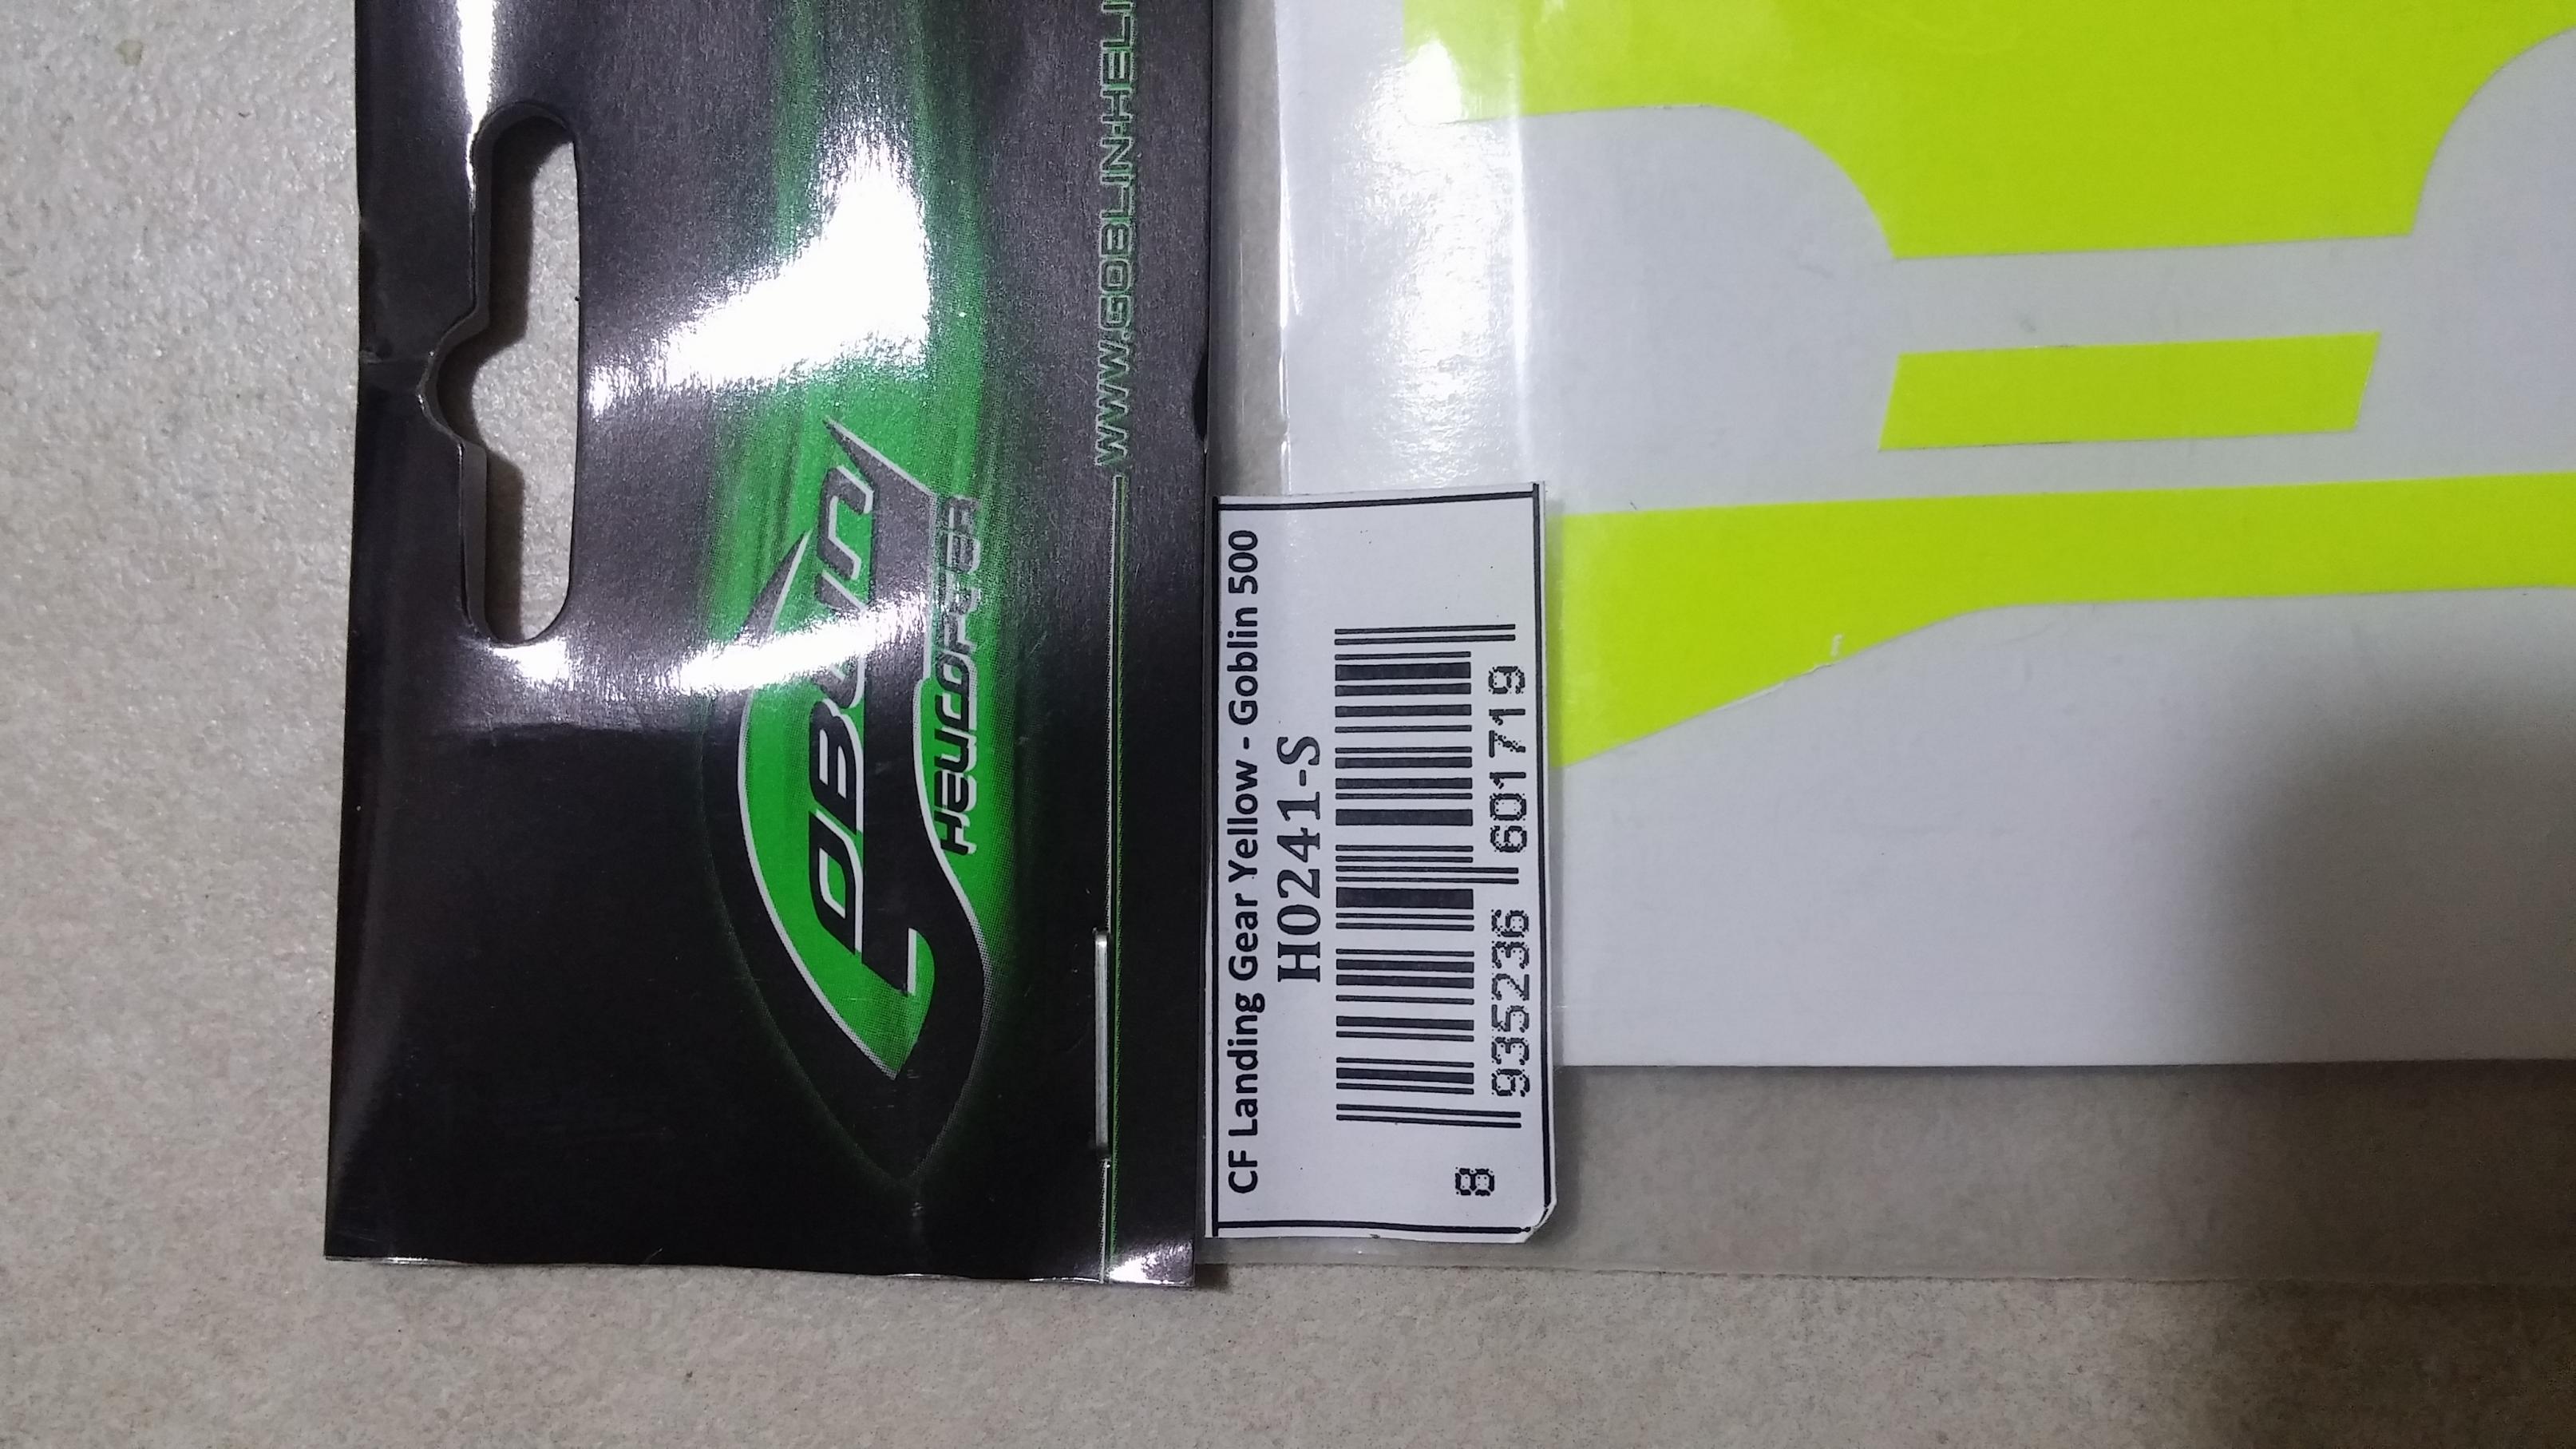 GOBLIN
HELICOPTER
WWW.GOBLIN-HELI
CF Landing Gear Yellow - Goblin 500
H0241-S
8 935236 601719